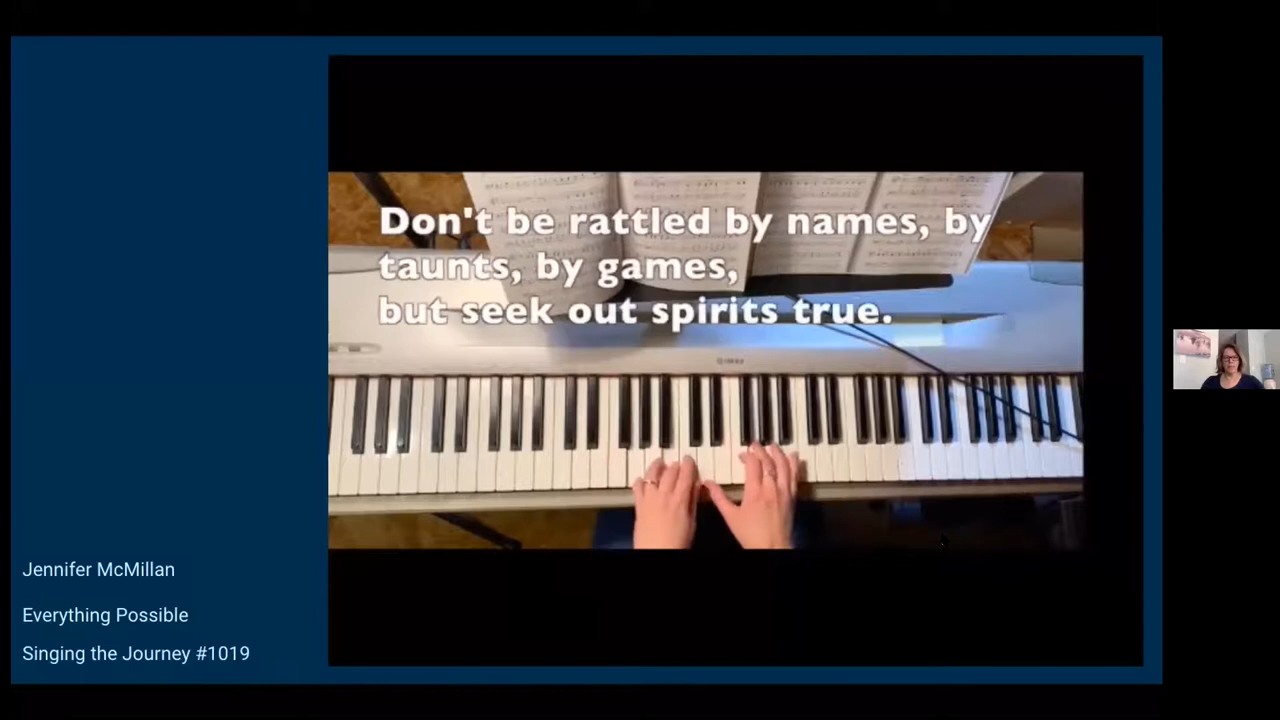 Don't be rattled by names, by
taunts, by games,
but seek out spirits true.
Jennifer McMillan
Everything Possible
Singing the Journey #1019